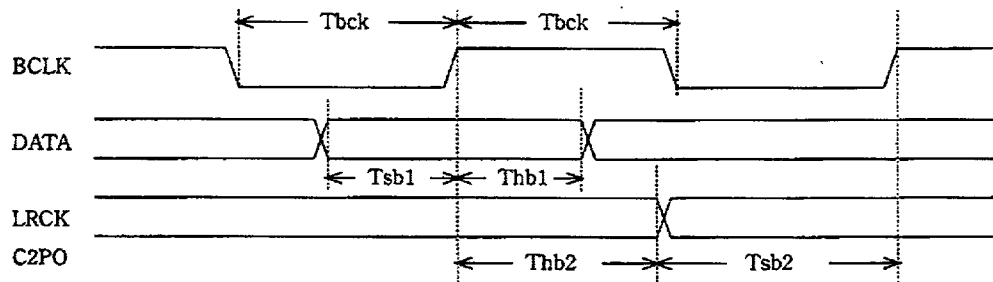 Tbck Tbck
BCLK
DATA
Tsb1 Thb1
LRCK
C2PO Thb2 Tsb2